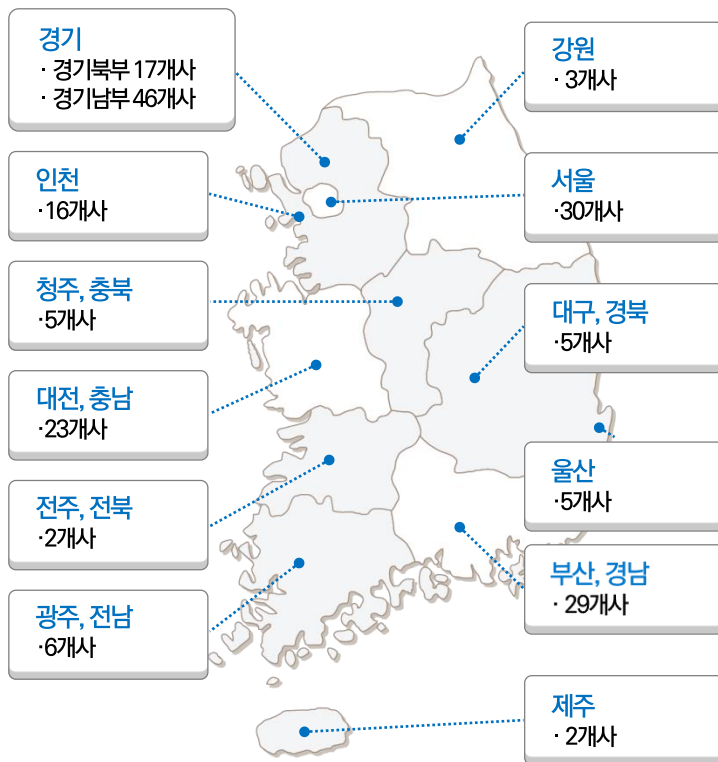 경기
· 경기북부 17개사
· 경기남부 46개사
인천
·16개사
청주, 충북
·5개사
대전, 충남
·23개사
전주, 전북
·2개사
광주, 전남
·6개사
강원
· 3개사
서울
·30개사
대구, 경북
·5개사
울산
·5개사
부산, 경남
· 29개사
제주
· 2개사